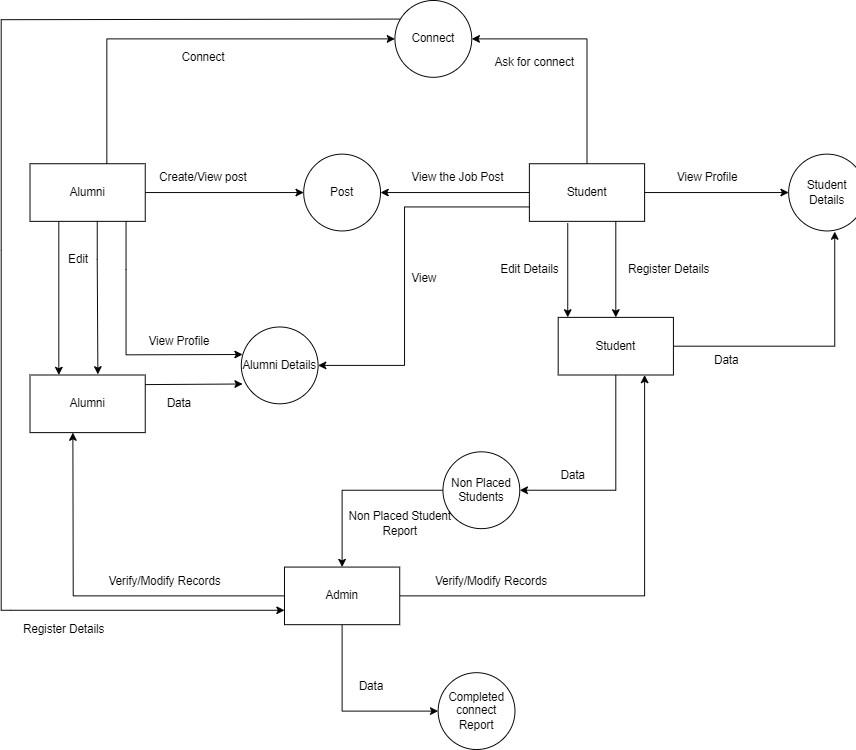 Connect
Connect
Ask for connect
Alumni
Create/View post
Post
View the Job Post
Student
View Profile
Student
Details
Edit
View
Edit Details
Register Details
View Profile
Alumni Details
Student
Data
Alumni
Data
Data
Non Placed
Students
Non Placed Student
Report
Verify/Modify Records
Verify/Modify Records
Admin
Register Details
Data
Completed
connect
Report